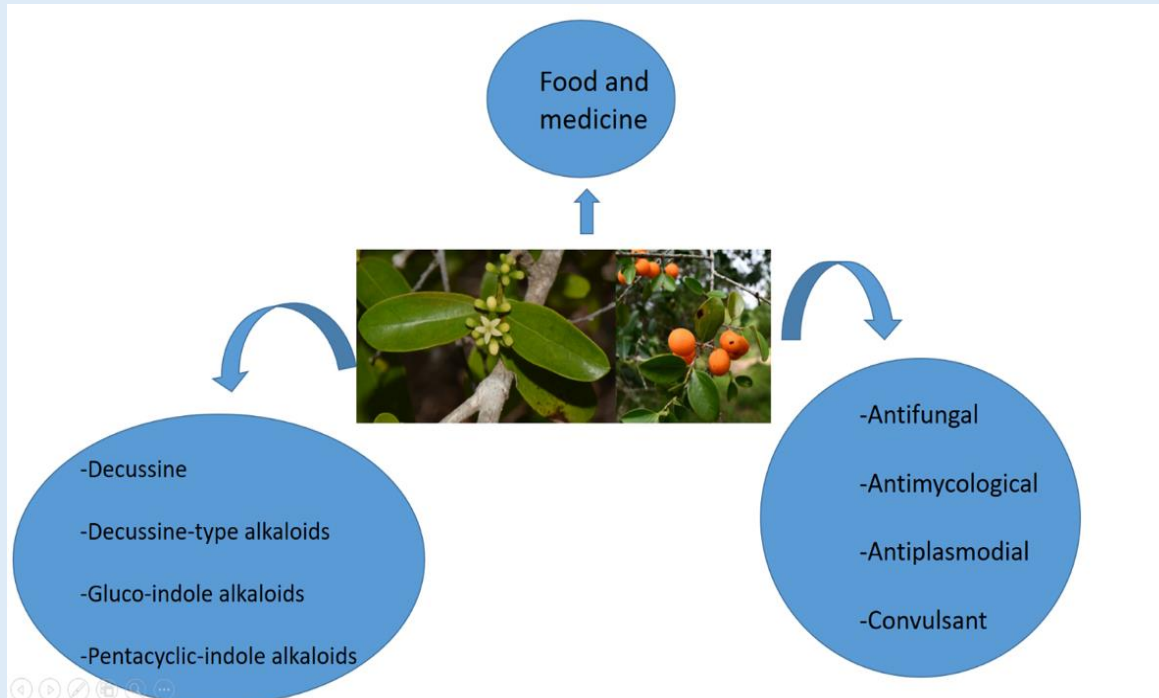 Food and
medicine
-Decussine
-Decussine-type alkaloids
-Gluco-indole alkaloids
-Pentacyclic-indole alkaloids
-Antifungal
-Antimycological
-Antiplasmodial
-Convulsant